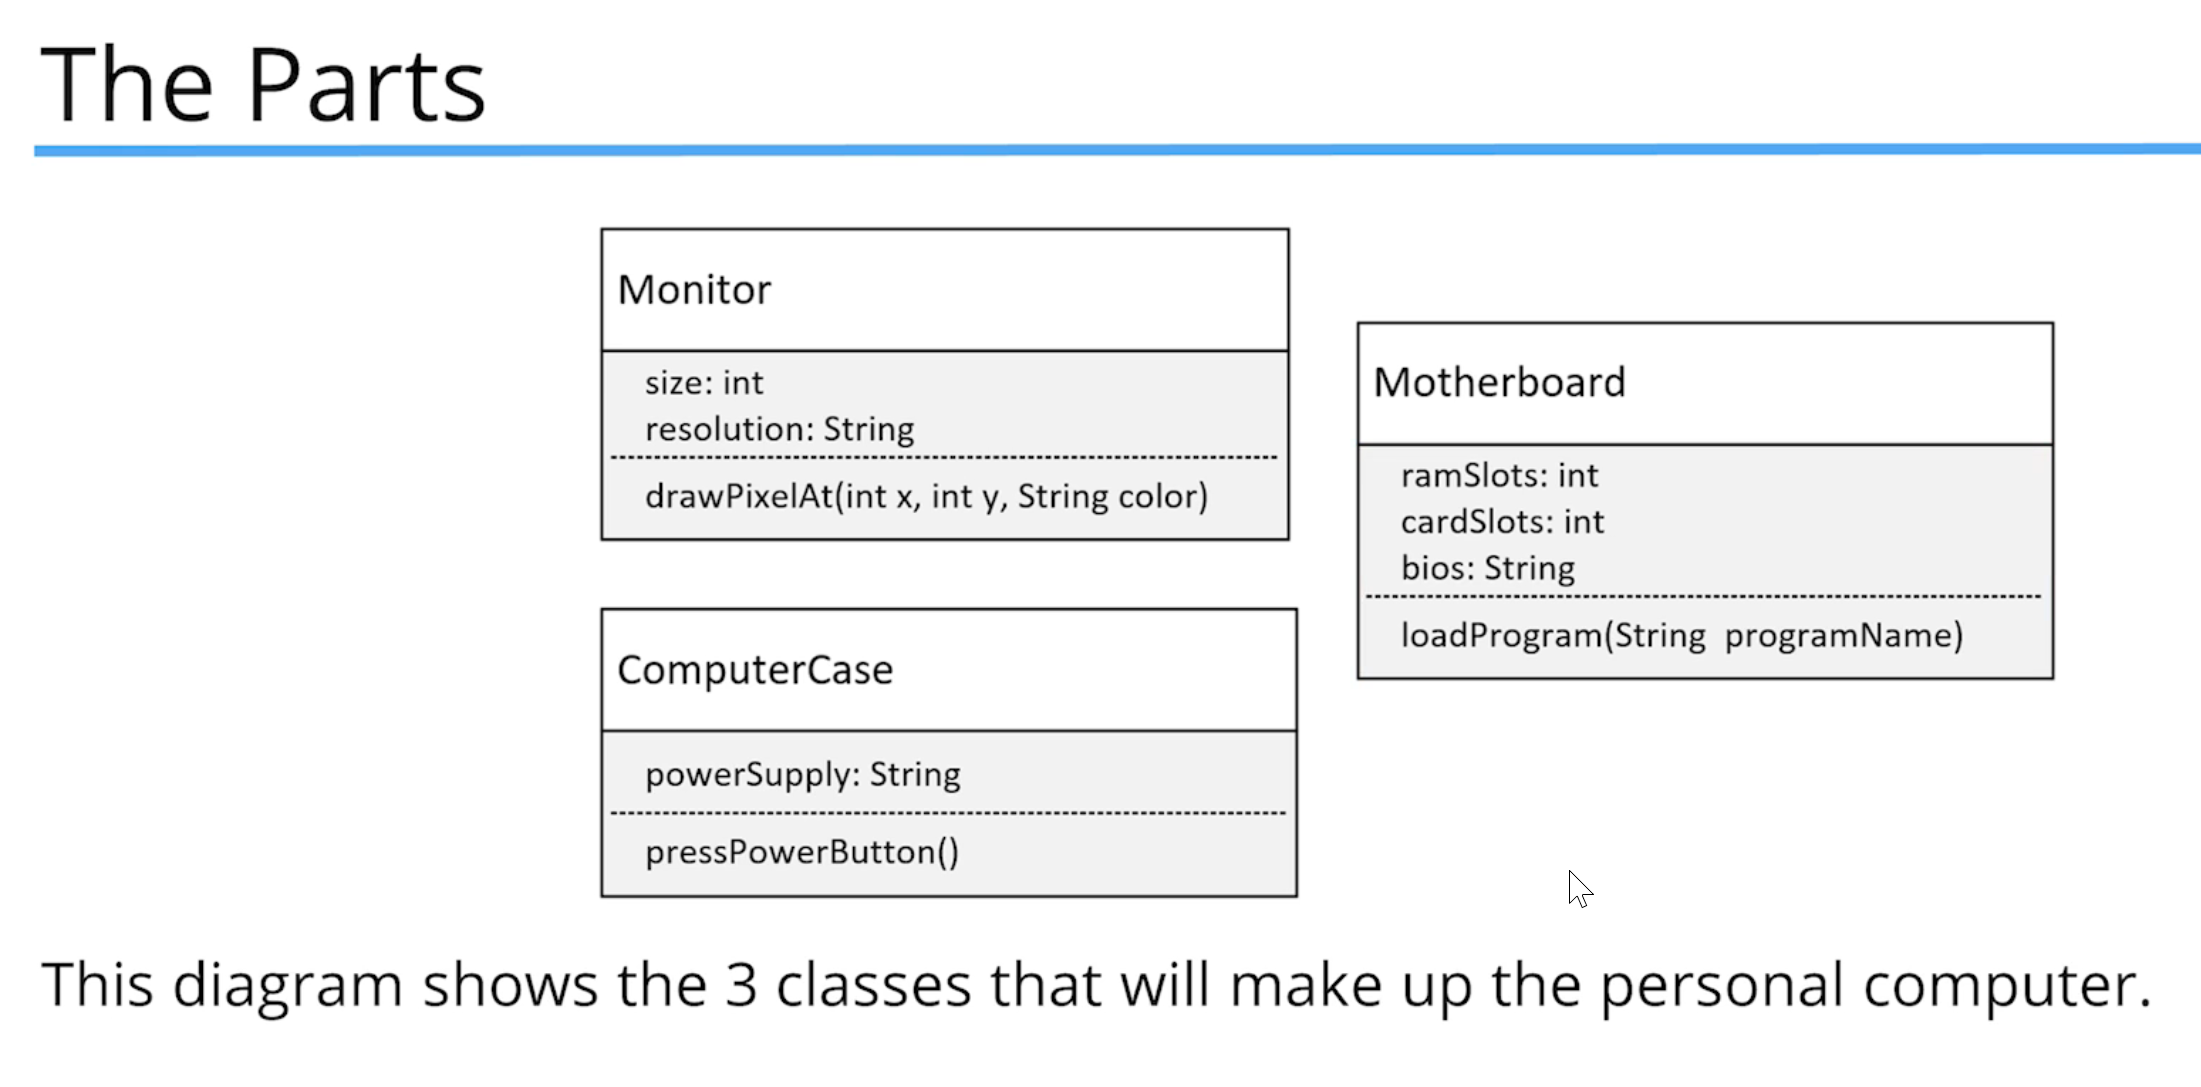 The Parts
Monitor
size: int
resolution: String
drawPixelAt(int x, int y, String color)
Motherboard
ramSlots: int
cardSlots: int
bios: String
loadProgram(String programName)
ComputerCase
powerSupply: String
pressPowerButton()
This diagram shows the 3 classes that will make up the personal computer.